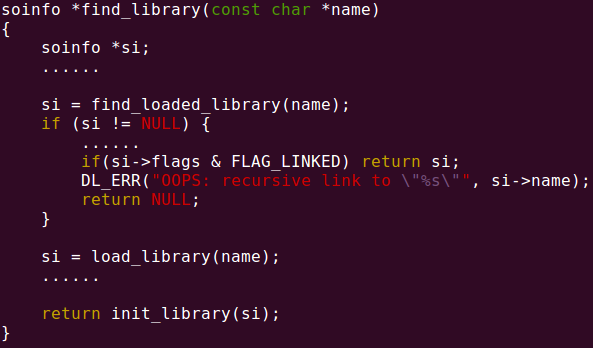 soinfo *find_library(const char *name)
{
    soinfo *si;
    ......

    si = find_loaded_library(name);
    if (si != NULL) {
        ......
        if(si->flags & FLAG_LINKED) return si;
        DL_ERR("OOPS: recursive link to \"%s\"", si->name);
        return NULL;
    }

    si = load_library(name);
    ......

    return init_library(si);
}